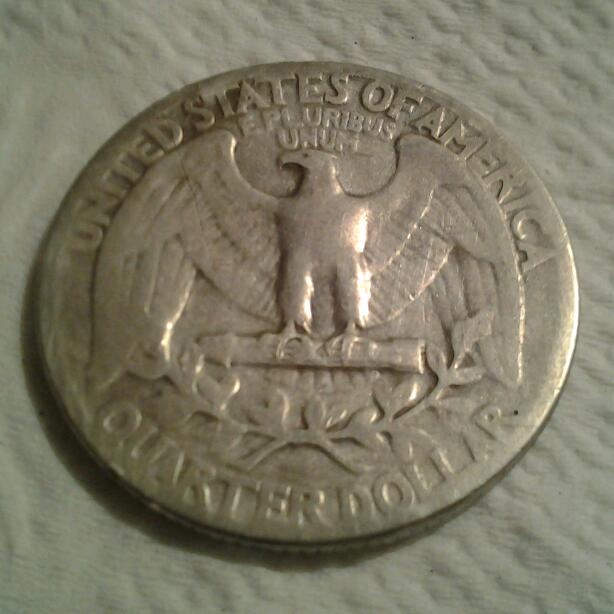 UNITED STATES OF AMERICA
E PLURIBUS
UNUM
QUARTER DOLLAR